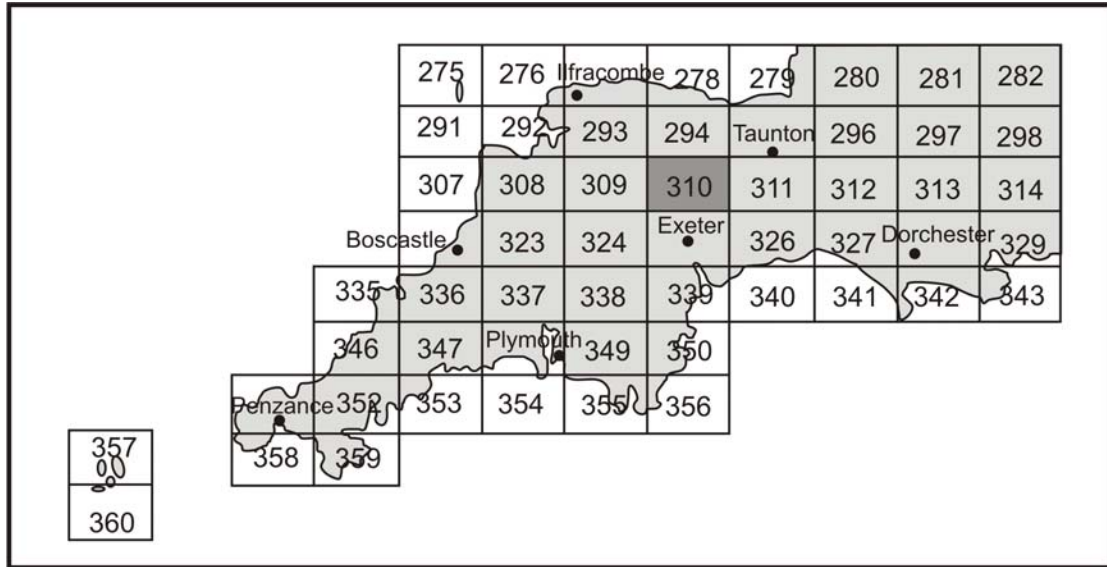 275 276 Ilfracombe 278 279 280 281 282
291 292 293 294 Taunton 296 297 298
307 308 309 310 311 312 313 314
Boscastle 323 324 Exeter 326 327 Dorchester 329
335 336 337 338 339 340 341 342 343
346 347 Plymouth 349 350
Penzance 352 353 354 355 356
357 358 359
360